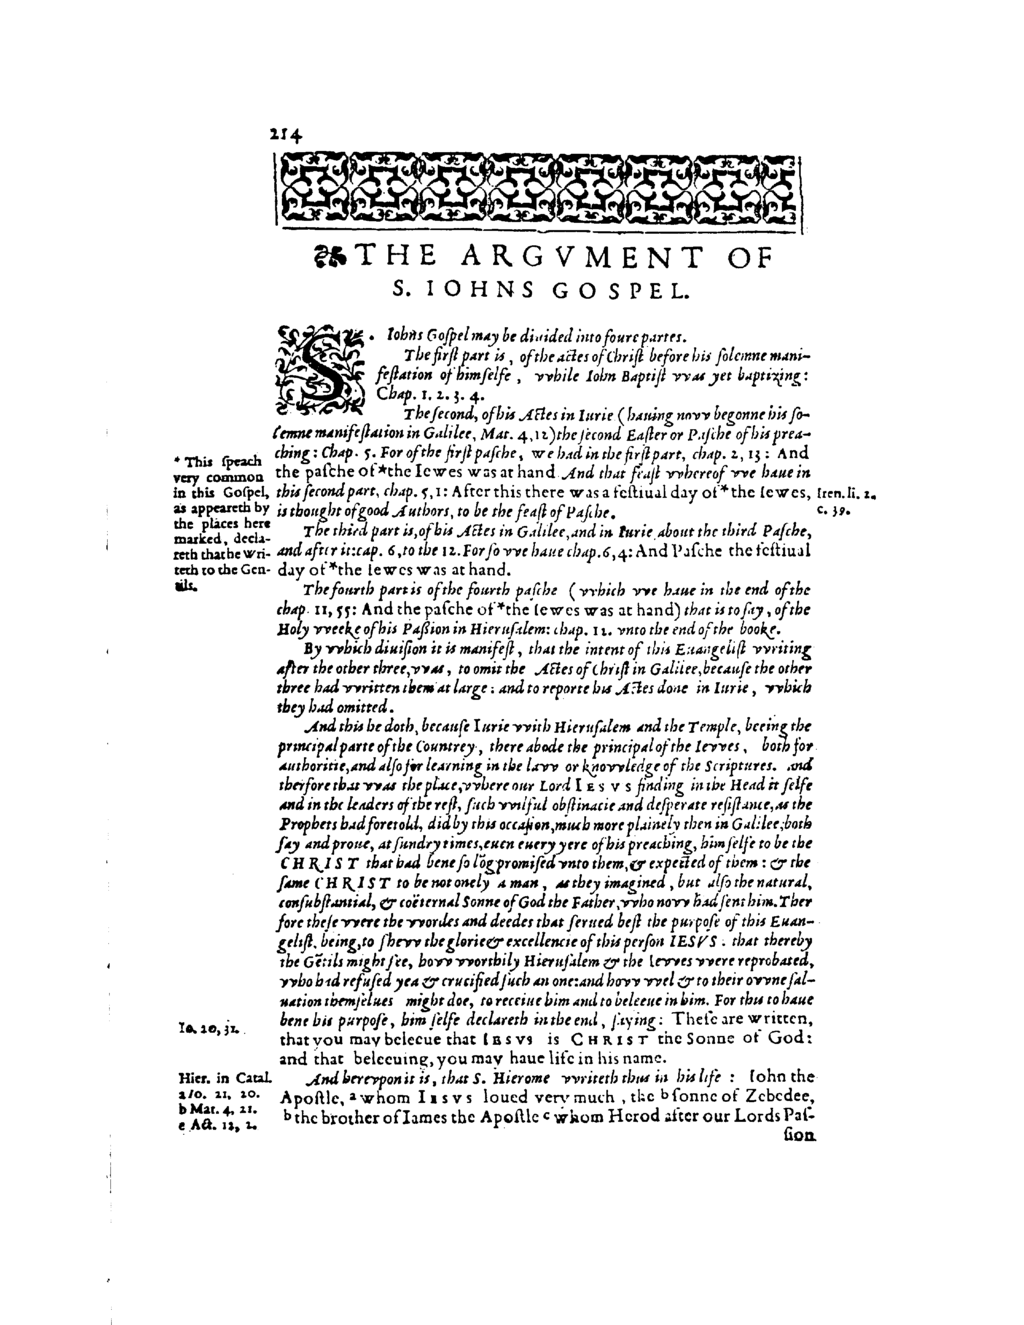 214
THE ARGVMENT OF
S. IOHNS GOSPEL.
S. Iohns Goſpel may be diuided into foure partes.
The firſt part is, of the actes of Chriſt before his ſolemne mani-
feſtation of himſelfe, vvhile Iohn Baptiſt vvas yet baptizing:
Chap. 1. 2. 3. 4.
The ſecond, of his Actes in Iurie (hauing novv begonne his ſo-
lemne manifeſtation in Galilee, Mat. 4,12) the ſecond Eaſter or Paſche of his prea-
ching: Chap. 5. For of the firſt paſche, we had in the firſt part, chap. 2, 13: And
the paſche of *the Iewes was at hand. And that feaſt vvhereof vve haue in
this ſecond part, chap. 5,1: After this there was a feſtiual day of *the Iewes,
is thought of good Authors, to be the feaſt of Paſche.
The third part is, of his Actes in Galilee, and in Iurie about the third Paſche,
and after it: cap. 6, to the 12. For ſo vve haue chap. 6,4: And Paſche the feſtiual
day of *the Iewes was at hand.
The fourth part is of the fourth paſche (vvhich vve haue in the end of the
chap. 11, 55: And the paſche of *the Iewes was at hand) that is to ſay, of the
Holy vveeke of his Paſſion in Hieruſalem: chap. 12. vnto the end of the booke.
By vvhich diuiſion it is manifeſt, that the intent of this Euangeliſt vvriting
after the other three, vvas, to omit the Actes of Chriſt in Galilee, becauſe the other
three had vvritten them at large: and to reporte his Actes done in Iurie, vvhich
they had omitted.
And this he doth, becauſe Iurie vvith Hieruſalem and the Temple, beeing the
principal parte of the Countrey, there abode the principal of the Ievves, both for
authoritie, and alſo for learning in the lavv or knovvledge of the Scriptures. And
therfore that vvas the place, vvhere our Lord IESVS finding in the Head it ſelfe
and in the leaders of the reſt, ſuch vvilful obſtinacie and deſperate reſiſtance, as the
Prophets had foretold, did by this occaſion, much more plainely then in Galilee, both
ſay and proue, at ſundry times, euen euery yere of his preaching, himſelfe to be the
CHRIST that had bene ſo lōg promiſed vnto them, & expected of them: & the
ſame CHRIST to be not onely a man, as they imagined, but alſo the natural,
conſubſtantial, & coëternal Sonne of God the Father, vvho novv had ſent him. Ther
fore theſe vvere the vvordes and deedes that ſerued beſt the purpoſe of this Euan-
geliſt, being, to ſhevv the glorie & excellencie of this perſon IESVS: that thereby
the Gētils might ſee, hovv vvorthily Hieruſalem & the Ievves vvere reprobated,
vvho had refuſed yea & crucified ſuch an one: and hovv vvel & to their ovvne ſal-
uation themſelues might doe, to receiue him and to beleeue in him. For this to haue
bene his purpoſe, him ſelfe declareth in the end, ſaying: Theſe are written,
that you may beleeue that IESVS is CHRIST the Sonne of God:
and that beleeuing, you may haue life in his name.
And herevpon it is, that S. Hierome vvriteth thus in his life: Iohn the
Apoſtle, a whom IESVS loued very much, the b ſonne of Zebedee,
b the brother of Iames the Apoſtle c whom Herod after our Lords Paſ-
ſion
* This ſpeach
very common
in this Goſpel,
as appeareth by
the places here
marked, decla-
reth that he wri-
teth to the Gen-
tils.
Iren. li. 2.
c. 39.
Io. 20, 31.
Hier. in Catal.
a Io. 21, 20.
b Mat. 4, 21.
c Act. 12, 2.